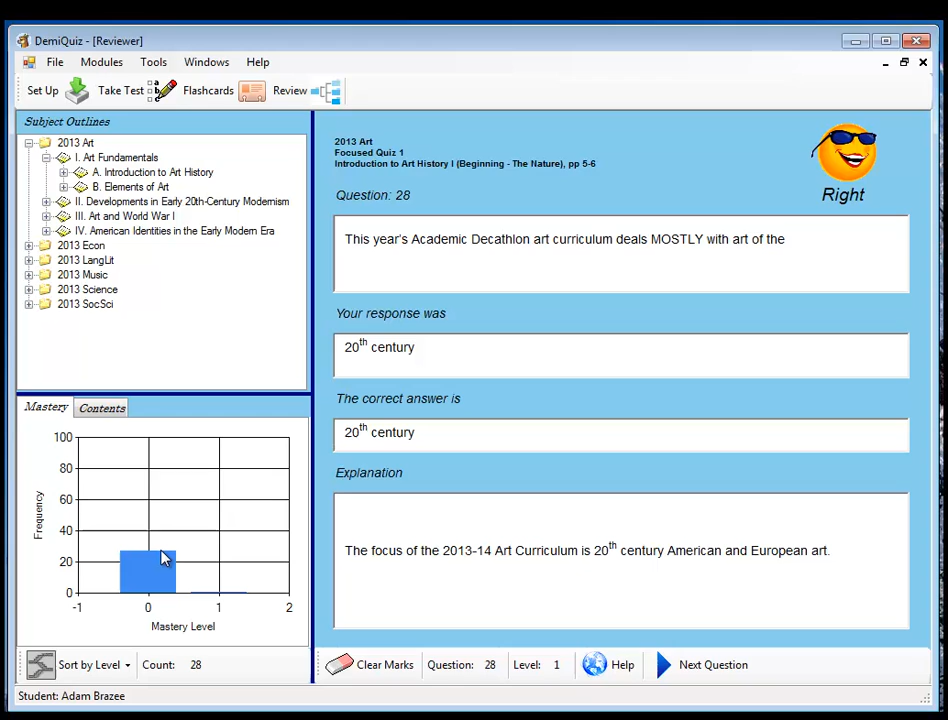 DemiQuiz - [Reviewer]
File Modules Tools Windows Help
Set Up Take Test Flashcards Review
Subject Outlines
2013 Art
I. Art Fundamentals
A. Introduction to Art History
B. Elements of Art
II. Developments in Early 20th-Century Modernism
III. Art and World War I
IV. American Identities in the Early Modern Era
2013 Econ
2013 LangLit
2013 Music
2013 Science
2013 SocSci
Mastery Contents
100
80
60
40
20
0
Frequency
-1 0 1 2
Mastery Level
Sort by Level Count: 28
2013 Art
Focused Quiz 1
Introduction to Art History I (Beginning - The Nature), pp 5-6
Right
Question: 28
This year's Academic Decathlon art curriculum deals MOSTLY with art of the
Your response was
20th century
The correct answer is
20th century
Explanation
The focus of the 2013-14 Art Curriculum is 20th century American and European art.
Clear Marks Question: 28 Level: 1 Help Next Question
Student: Adam Brazee